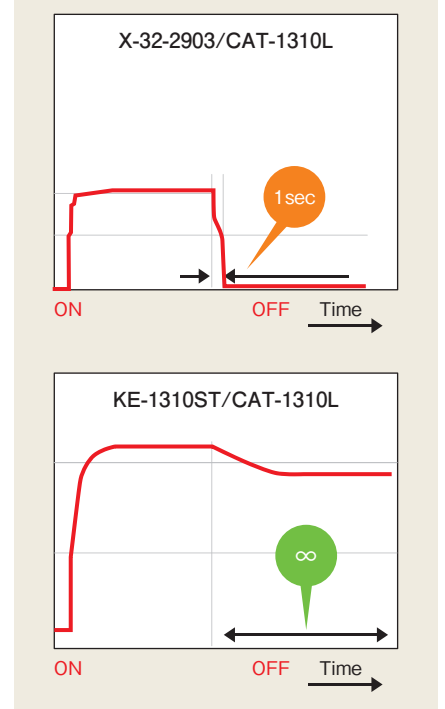 X-32-2903/CAT-1310L
1sec
ON OFF Time
KE-1310ST/CAT-1310L
∞
ON OFF Time